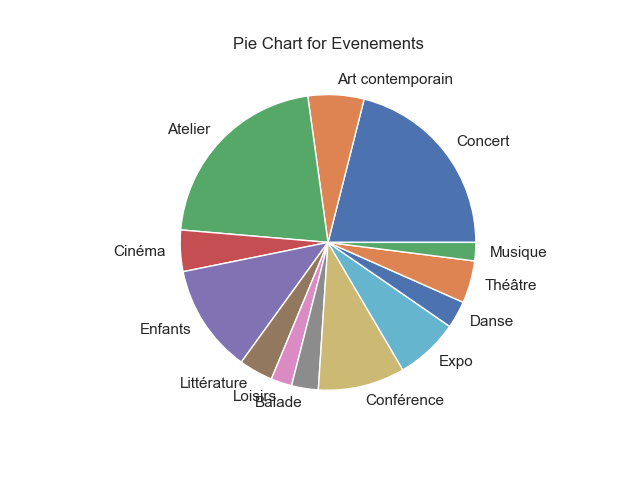 Pie Chart for Evenements
Art contemporain
Atelier
Concert
Cinéma
Musique
Théâtre
Danse
Enfants
Expo
Littérature
Loisirs
Balade
Conférence